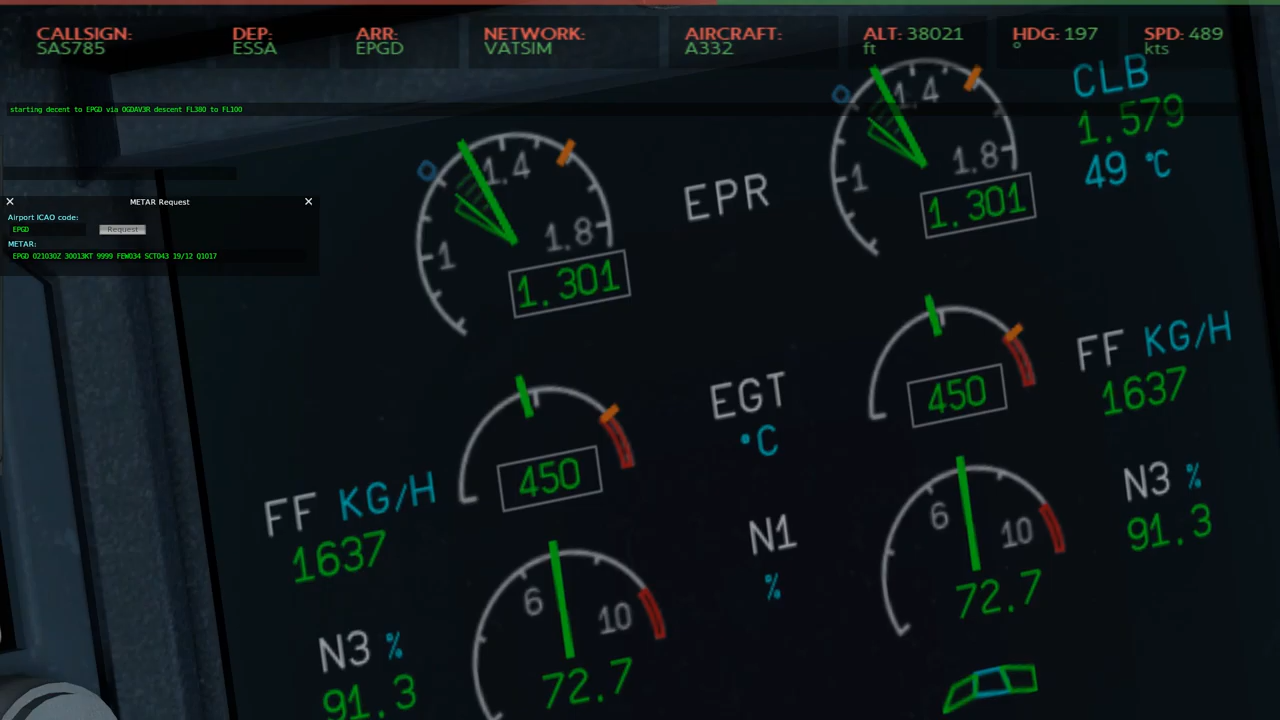 CALLSIGN: DEP: ARR: NETWORK: AIRCRAFT: ALT: 38021 HDG: 197 SPD: 489
SAS785 ESSA EPGD VATSIM A332 ft ° kts
starting decent to EPGD via OGDAV3R descent FL380 to FL100
METAR Request
Airport ICAO code:
EPGD Request
METAR:
EPGD 021030Z 30013KT 9999 FEW034 SCT043 19/12 Q1017
1.4
1
1.8
1.301
EPR
1.4
1
1.8
1.301
CLB
1.579
49 °C
450
EGT
°C
450
FF KG/H
1637
FF KG/H
1637
N1
%
6
10
72.7
N3 %
91.3
6
10
72.7
N3 %
91.3